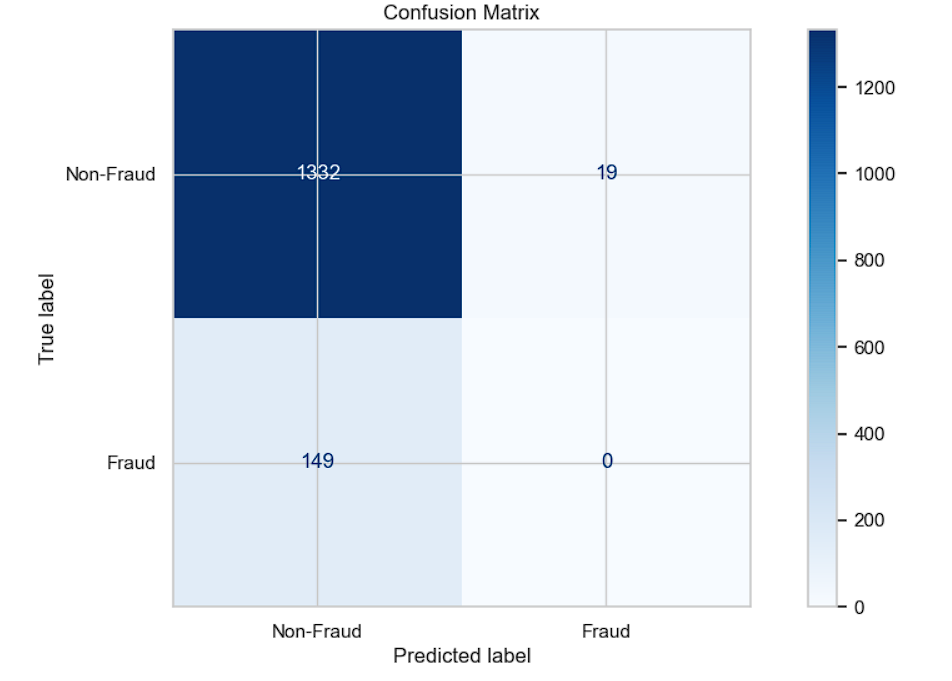 Confusion Matrix
1200
1000
800
600
400
200
0
Non-Fraud
1332
19
True label
Fraud
149
0
Non-Fraud
Fraud
Predicted label